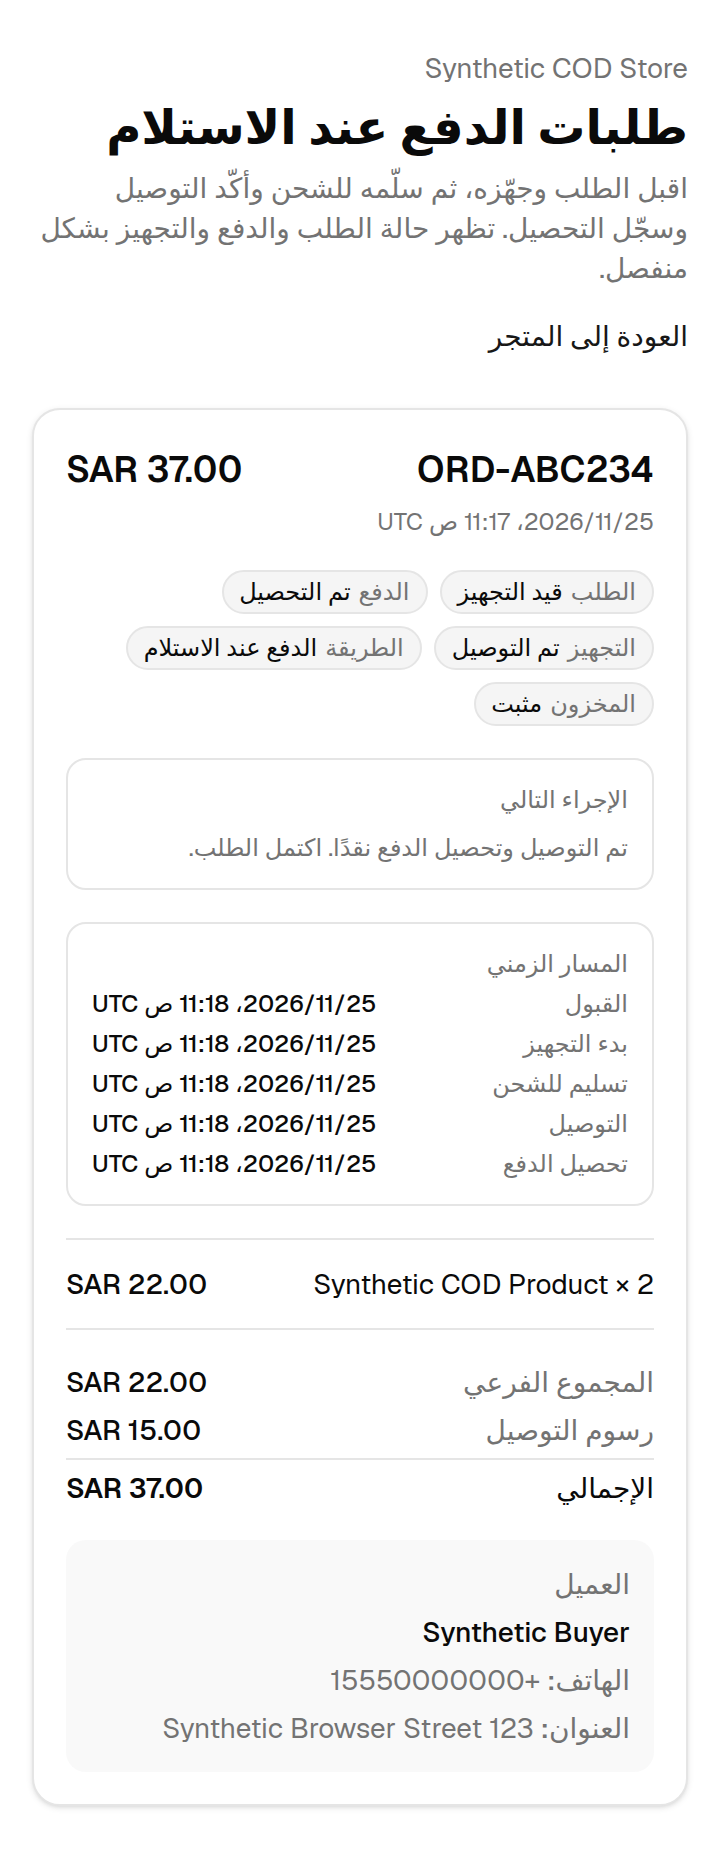 Synthetic COD Store
طلبات الدفع عند الاستلام
اقبل الطلب وجهّزه، ثم سلّمه للشحن وأكّد التوصيل
وسجّل التحصيل. تظهر حالة الطلب والدفع والتجهيز بشكل
منفصل.
العودة إلى المتجر
ORD-ABC234 SAR 37.00
2026/11/25، 11:17 ص UTC
الطلب قيد التجهيز الدفع تم التحصيل
التجهيز تم التوصيل الطريقة الدفع عند الاستلام
المخزون مثبت
الإجراء التالي
تم التوصيل وتحصيل الدفع نقدًا. اكتمل الطلب.
المسار الزمني
القبول 2026/11/25، 11:18 ص UTC
بدء التجهيز 2026/11/25، 11:18 ص UTC
تسليم للشحن 2026/11/25، 11:18 ص UTC
التوصيل 2026/11/25، 11:18 ص UTC
تحصيل الدفع 2026/11/25، 11:18 ص UTC
Synthetic COD Product × 2 SAR 22.00
المجموع الفرعي SAR 22.00
رسوم التوصيل SAR 15.00
الإجمالي SAR 37.00
العميل
Synthetic Buyer
الهاتف: +15550000000
العنوان: Synthetic Browser Street 123